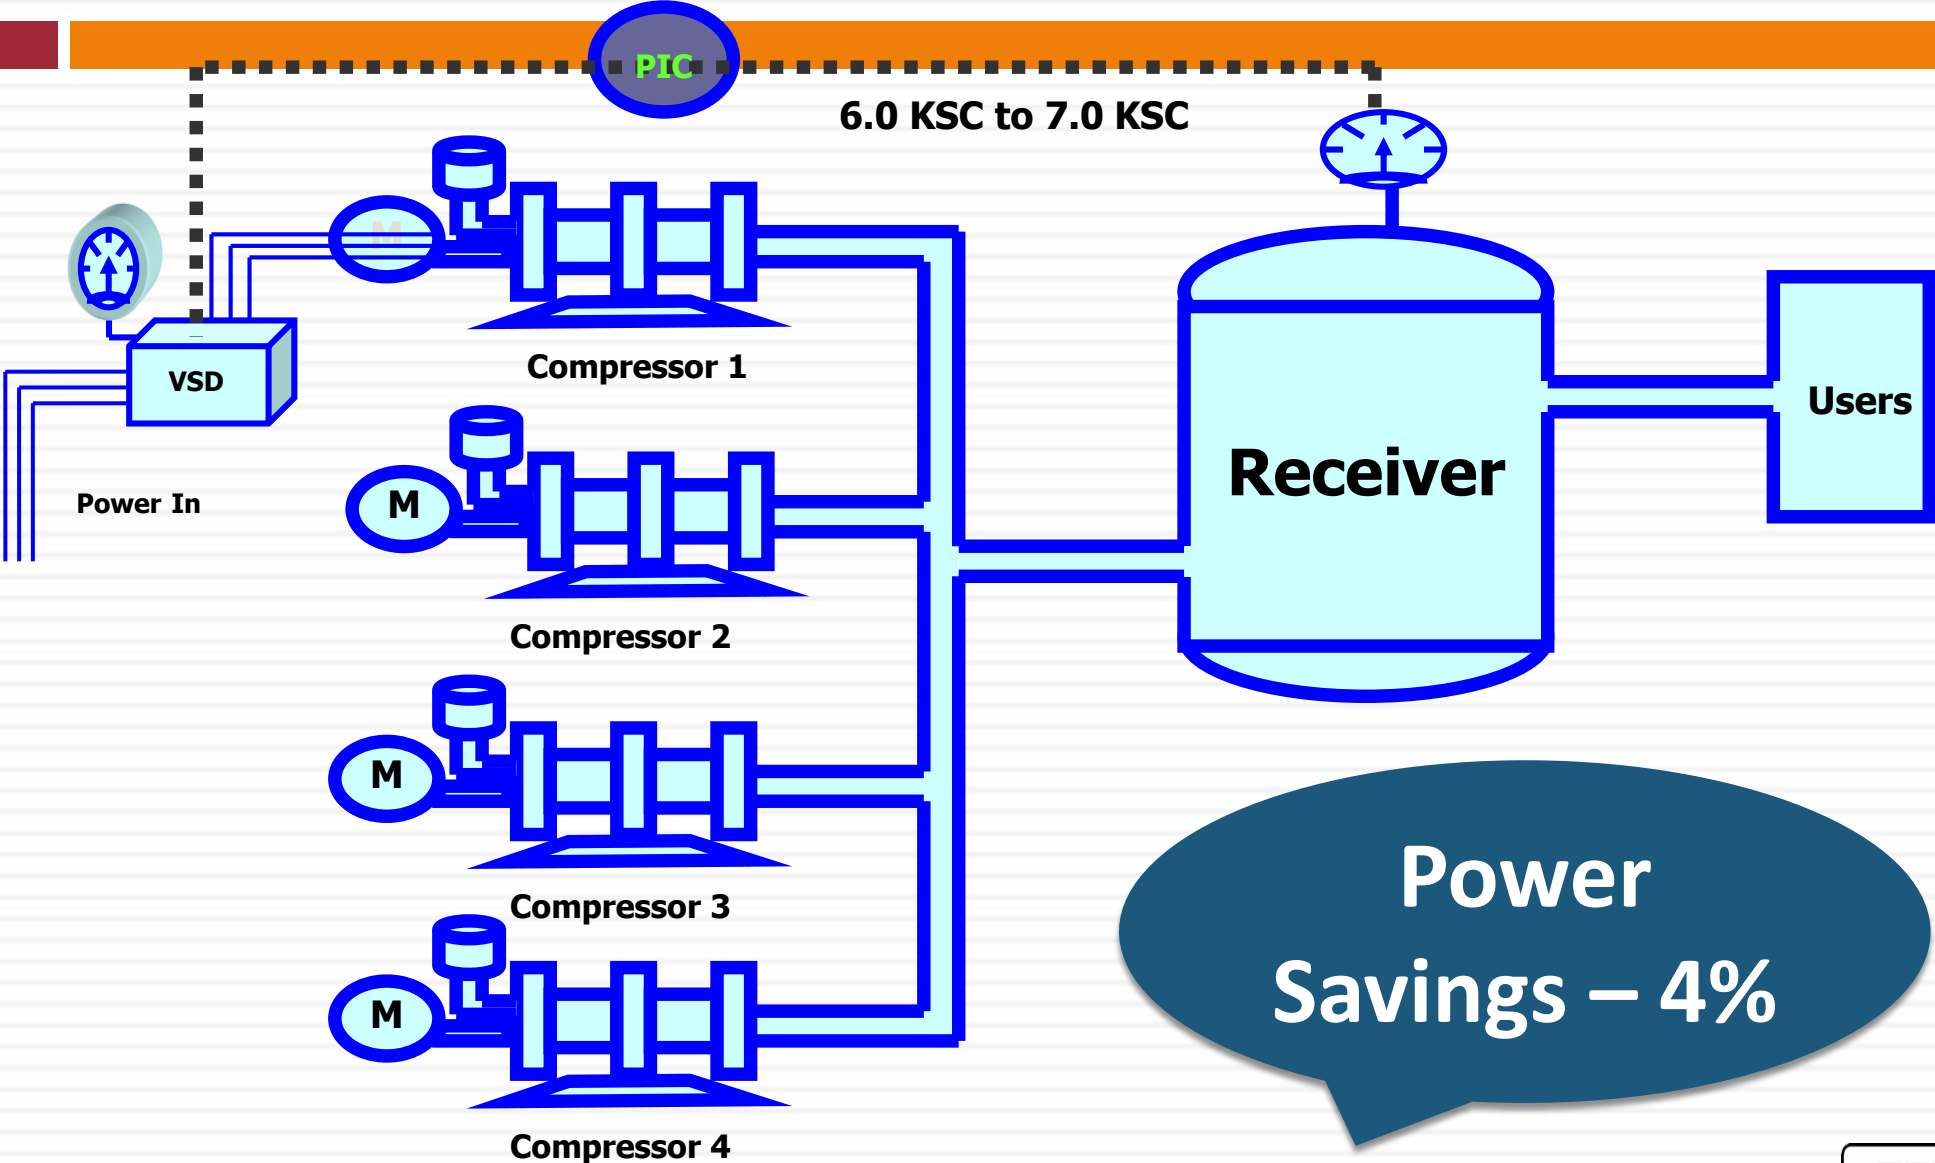 PIC
6.0 KSC to 7.0 KSC
M
Compressor 1
VSD
Users
Receiver
Power In
M
Compressor 2
M
Compressor 3
Power
Savings – 4%
M
Compressor 4